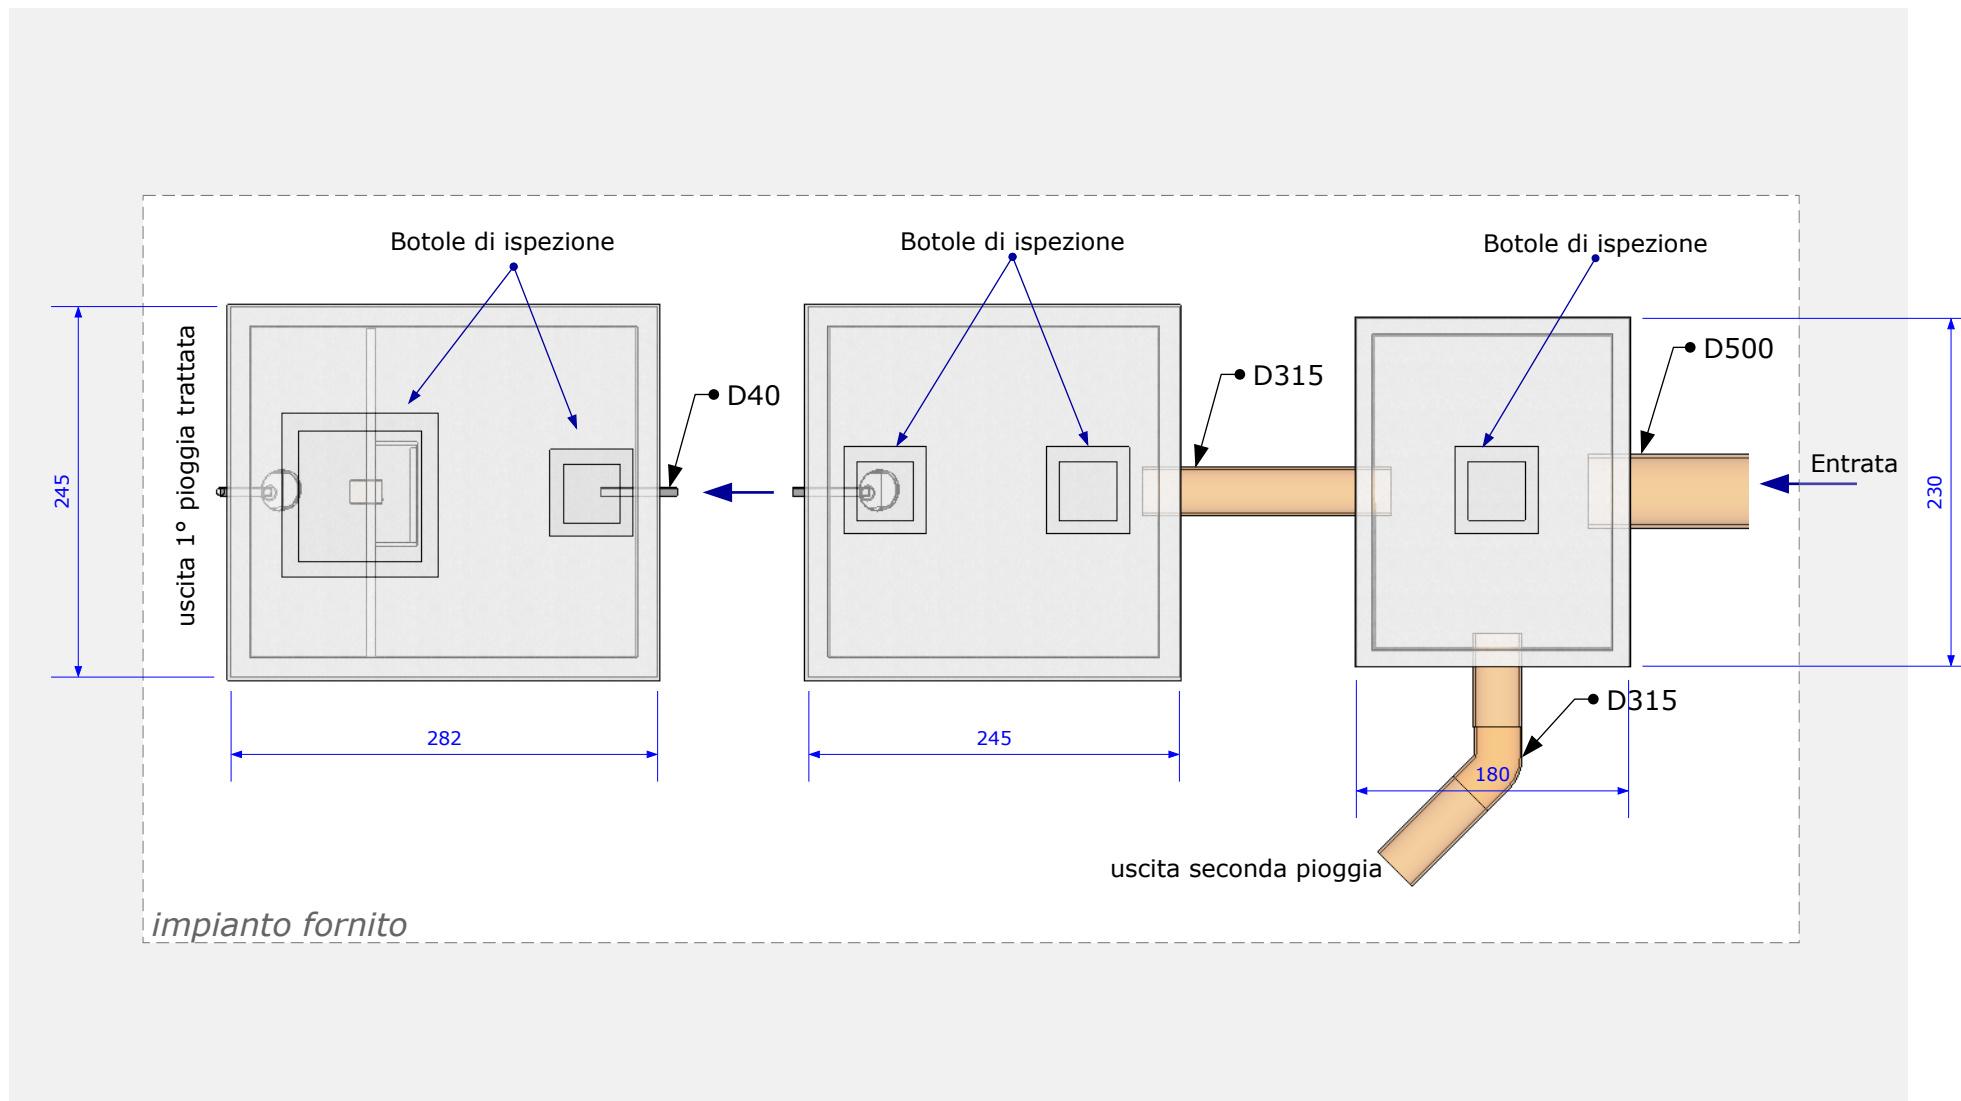 Botole di ispezione
Botole di ispezione
Botole di ispezione
uscita 1° pioggia trattata
D40
D315
D500
Entrata
245
230
D315
282
245
180
uscita seconda pioggia
impianto fornito